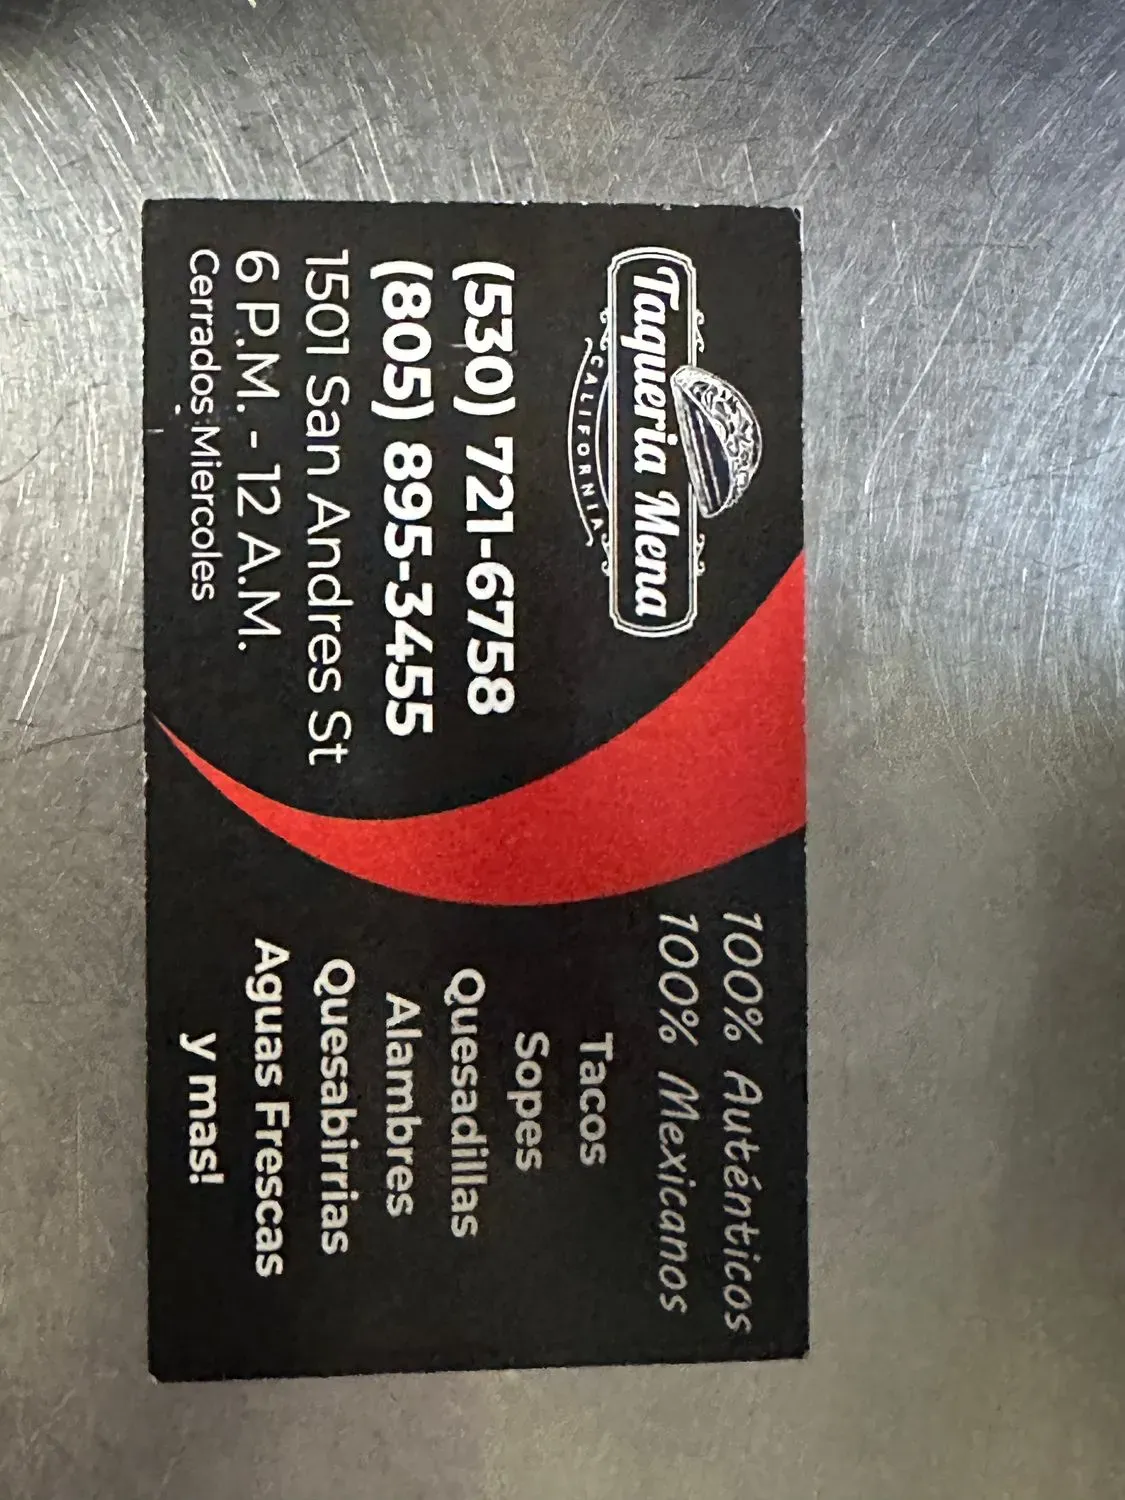 Taqueria Mena
CALIFORNIA
(530) 721-6758
(805) 895-3455
1501 San Andres St
6 P.M. - 12 A.M.
Cerrados Miercoles
100% Auténticos
100% Mexicanos
Tacos
Sopes
Quesadillas
Alambres
Quesabirrias
Aguas Frescas
y mas!